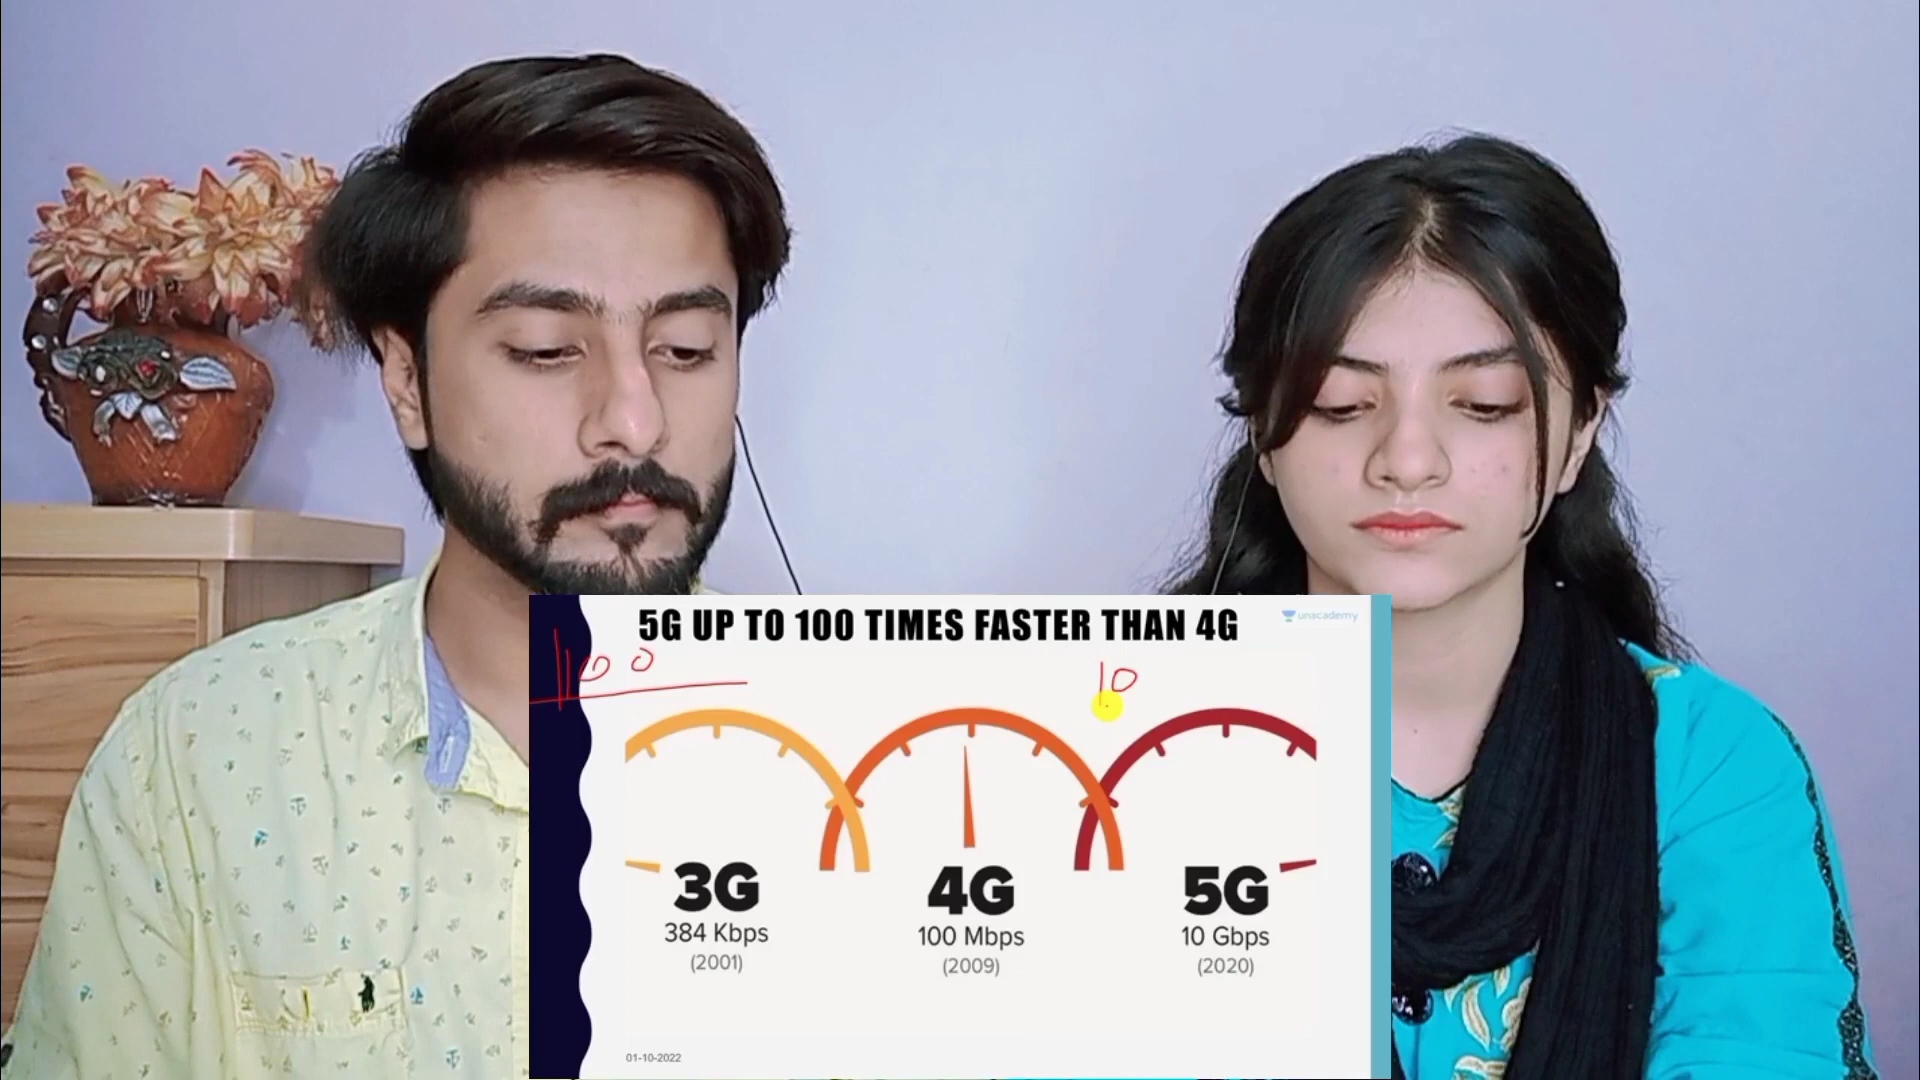 5G UP TO 100 TIMES FASTER THAN 4G
unacademy
100
10
3G
384 Kbps
(2001)
4G
100 Mbps
(2009)
5G
10 Gbps
(2020)
01-10-2022